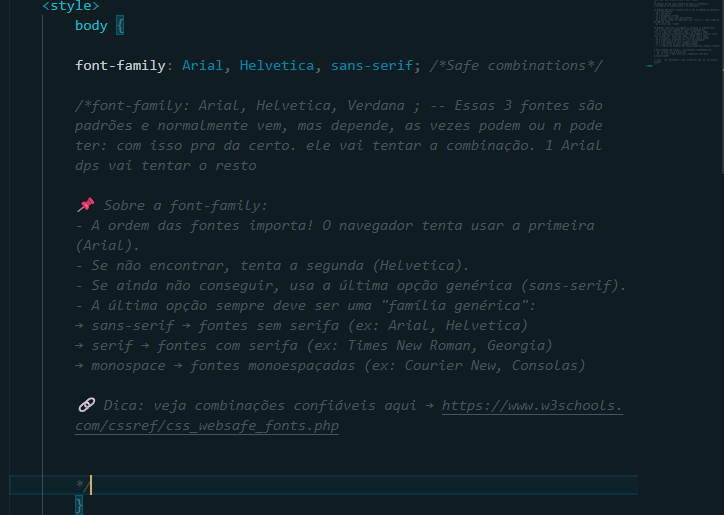 <style>
body {
font-family: Arial, Helvetica, sans-serif; /*Safe combinations*/
/*font-family: Arial, Helvetica, Verdana ; -- Essas 3 fontes são
padrões e normalmente vem, mas depende, as vezes podem ou n pode
ter: com isso pra da certo. ele vai tentar a combinação. 1 Arial
dps vai tentar o resto
📌 Sobre a font-family:
- A ordem das fontes importa! O navegador tenta usar a primeira
(Arial).
- Se não encontrar, tenta a segunda (Helvetica).
- Se ainda não conseguir, usa a última opção genérica (sans-serif).
- A última opção sempre deve ser uma "família genérica":
→ sans-serif → fontes sem serifa (ex: Arial, Helvetica)
→ serif → fontes com serifa (ex: Times New Roman, Georgia)
→ monospace → fontes monoespaçadas (ex: Courier New, Consolas)
🔗 Dica: veja combinações confiáveis aqui → https://www.w3schools.
com/cssref/css_websafe_fonts.php
*/
}